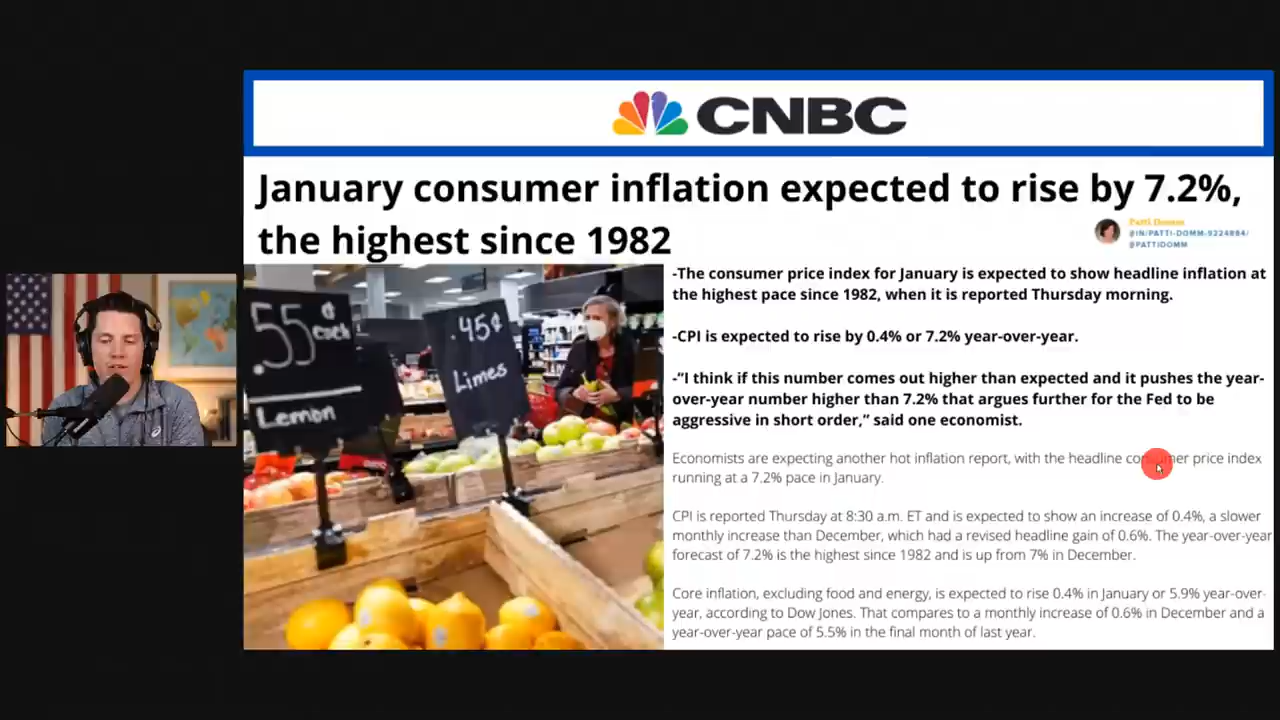 CNBC
January consumer inflation expected to rise by 7.2%,
the highest since 1982
Patti Domm
@IN/PATTI-DOMM-9224884/
@PATTIDOMM
-The consumer price index for January is expected to show headline inflation at
the highest pace since 1982, when it is reported Thursday morning.
-CPI is expected to rise by 0.4% or 7.2% year-over-year.
-“I think if this number comes out higher than expected and it pushes the year-
over-year number higher than 7.2% that argues further for the Fed to be
aggressive in short order,” said one economist.
Economists are expecting another hot inflation report, with the headline consumer price index
running at a 7.2% pace in January.
CPI is reported Thursday at 8:30 a.m. ET and is expected to show an increase of 0.4%, a slower
monthly increase than December, which had a revised headline gain of 0.6%. The year-over-year
forecast of 7.2% is the highest since 1982 and is up from 7% in December.
Core inflation, excluding food and energy, is expected to rise 0.4% in January or 5.9% year-over-
year, according to Dow Jones. That compares to a monthly increase of 0.6% in December and a
year-over-year pace of 5.5% in the final month of last year.
.55¢ each
Lemon
.45¢
Limes